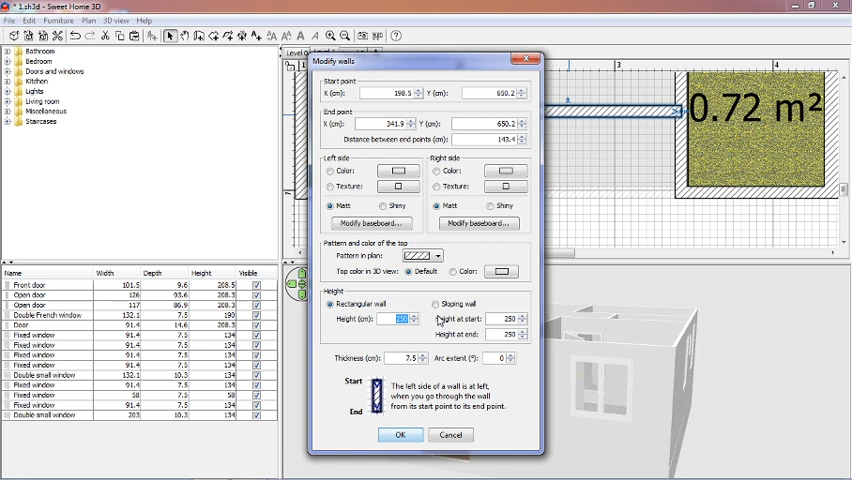 * 1.sh3d - Sweet Home 3D
File Edit Furniture Plan 3D view Help
Bathroom
Bedroom
Doors and windows
Kitchen
Lights
Living room
Miscellaneous
Staircases
Name Width Depth Height Visible
Front door 101.5 9.6 208.5
Open door 126 93.6 208.5
Open door 117 86.9 208.5
Double French window 132.1 7.5 190
Door 91.4 14.6 208.5
Fixed window 91.4 7.5 134
Fixed window 91.4 7.5 134
Fixed window 91.4 7.5 134
Fixed window 91.4 7.5 134
Double small window 132.1 10.3 134
Fixed window 91.4 7.5 134
Fixed window 58 7.5 134
Fixed window 91.4 7.5 134
Double small window 203 10.3 134
Level 0
3
4
7
0.72 m²
Modify walls
Start point
X (cm): 198.5 Y (cm): 650.2
End point
X (cm): 341.9 Y (cm): 650.2
Distance between end points (cm): 143.4
Left side
Color:
Texture:
Matt Shiny
Modify baseboard...
Right side
Color:
Texture:
Matt Shiny
Modify baseboard...
Pattern and color of the top
Pattern in plan:
Top color in 3D view: Default Color:
Height
Rectangular wall Sloping wall
Height (cm): 250 Height at start: 250
Height at end: 250
Thickness (cm): 7.5 Arc extent (°): 0
Start
End
The left side of a wall is at left,
when you go through the wall
from its start point to its end point.
OK Cancel